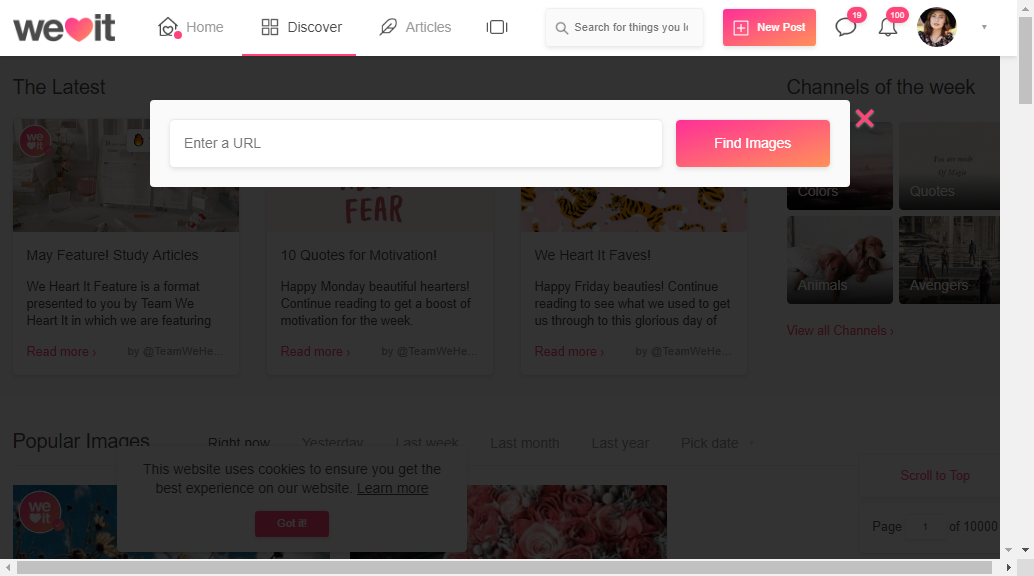 we it
Home
Discover
Articles
Search for things you lo
New Post
19
100
The Latest
Channels of the week
Enter a URL
Find Images
we it
FEAR
You are made
Of Magic
Colors
Quotes
May Feature! Study Articles
10 Quotes for Motivation!
We Heart It Faves!
We Heart It Feature is a format
presented to you by Team We
Heart It in which we are featuring
Happy Monday beautiful hearters!
Continue reading to get a boost of
motivation for the week.
Happy Friday beauties! Continue
reading to see what we used to get
us through to this glorious day of
Animals
Avengers
View all Channels ›
Read more ›
by @TeamWeHe...
Read more ›
by @TeamWeHe...
Read more ›
by @TeamWeHe...
Popular Images
Right now
Yesterday
Last week
Last month
Last year
Pick date
This website uses cookies to ensure you get the
best experience on our website. Learn more
Got it!
we it!
Scroll to Top
Page 1 of 10000